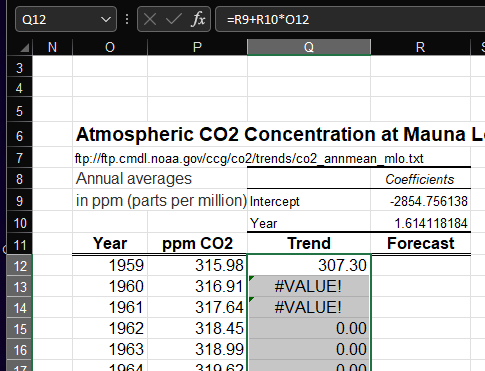 Q12 fx =R9+R10*O12
N O P Q R
3
4
5
6 Atmospheric CO2 Concentration at Mauna
7 ftp://ftp.cmdl.noaa.gov/ccg/co2/trends/co2_annmean_mlo.txt
8 Annual averages Coefficients
9 in ppm (parts per million) Intercept -2854.756138
10 Year 1.614118184
11 Year ppm CO2 Trend Forecast
12 1959 315.98 307.30
13 1960 316.91 #VALUE!
14 1961 317.64 #VALUE!
15 1962 318.45 0.00
16 1963 318.99 0.00
17 1964 319.62 0.00